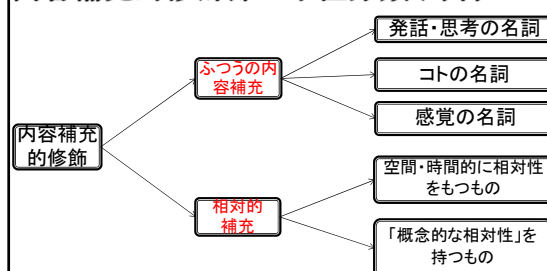 発話・思考の名詞
ふつうの内
容補充
コトの名詞
感覚の名詞
内容補充
的修飾
空間・時間的に相対性
をもつもの
相対的
補充
「概念的な相対性」を
持つもの